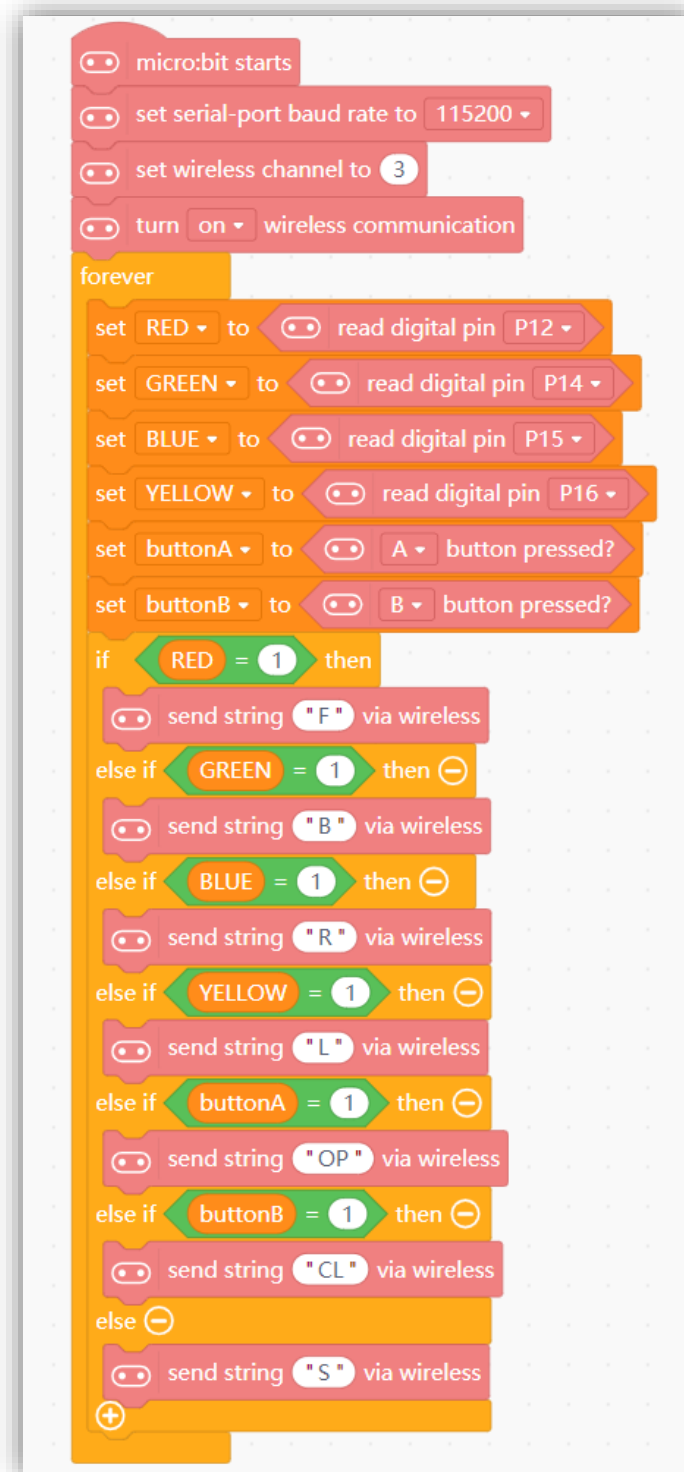 micro:bit starts
set serial-port baud rate to 115200
set wireless channel to 3
turn on wireless communication
forever
set RED to read digital pin P12
set GREEN to read digital pin P14
set BLUE to read digital pin P15
set YELLOW to read digital pin P16
set buttonA to A button pressed?
set buttonB to B button pressed?
if RED = 1 then
send string "F" via wireless
else if GREEN = 1 then
send string "B" via wireless
else if BLUE = 1 then
send string "R" via wireless
else if YELLOW = 1 then
send string "L" via wireless
else if buttonA = 1 then
send string "OP" via wireless
else if buttonB = 1 then
send string "CL" via wireless
else
send string "S" via wireless